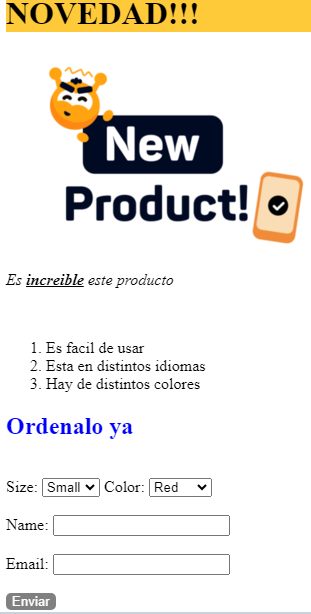 NOVEDAD!!!
New
Product!
Es increible este producto
1. Es facil de usar
2. Esta en distintos idiomas
3. Hay de distintos colores
Ordenalo ya
Size: Small Color: Red
Name:
Email:
Enviar